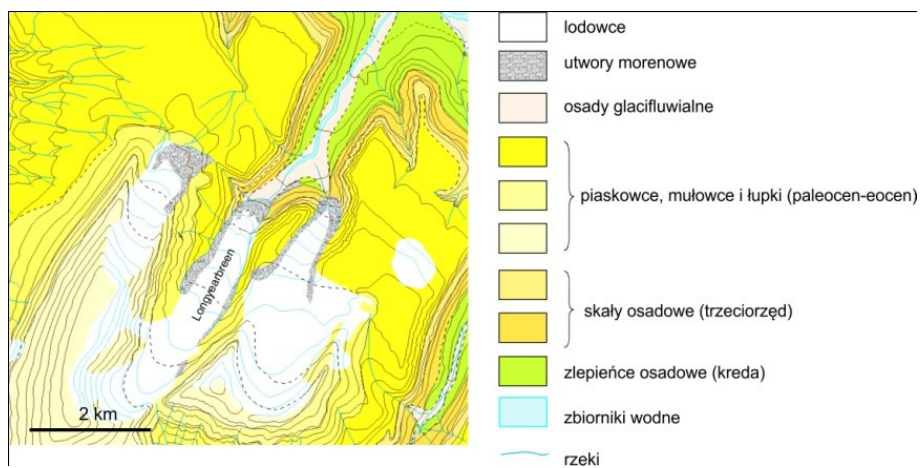 Longyearbreen
2 km
lodowce
utwory morenowe
osady glacifluwialne
piaskowce, mułowce i łupki (paleocen-eocen)
skały osadowe (trzeciorzęd)
zlepieńce osadowe (kreda)
zbiorniki wodne
rzeki